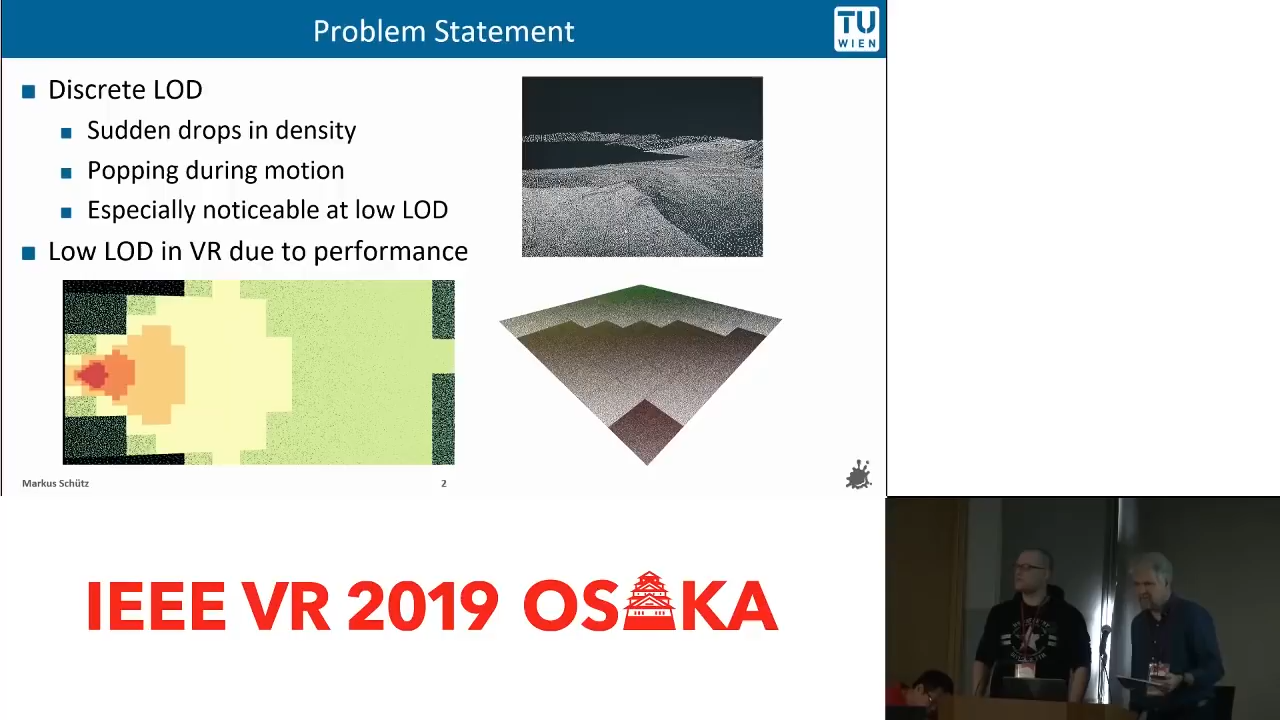 Problem Statement
TU
WIEN
Discrete LOD
Sudden drops in density
Popping during motion
Especially noticeable at low LOD
Low LOD in VR due to performance
Markus Schütz
2
IEEE VR 2019 OSAKA